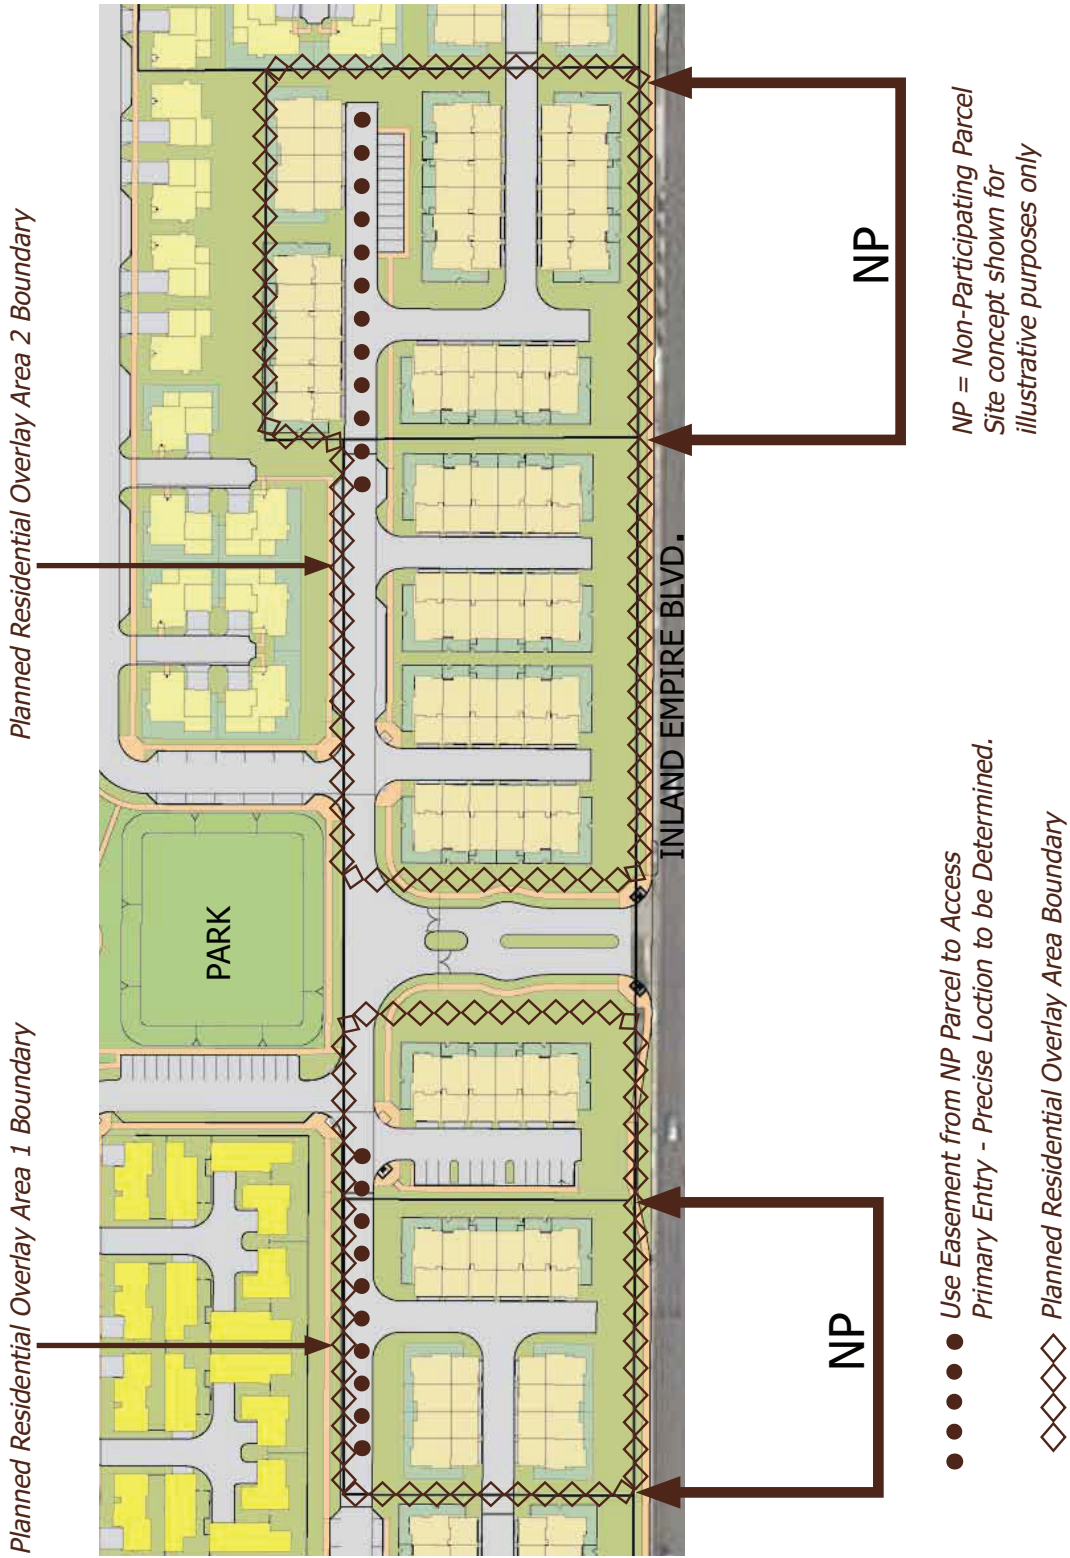 Planned Residential Overlay Area 1 Boundary
Planned Residential Overlay Area 2 Boundary
PARK
INLAND EMPIRE BLVD.
NP
NP
Use Easement from NP Parcel to Access
Primary Entry - Precise Loction to be Determined.
Planned Residential Overlay Area Boundary
NP = Non-Participating Parcel
Site concept shown for
illustrative purposes only